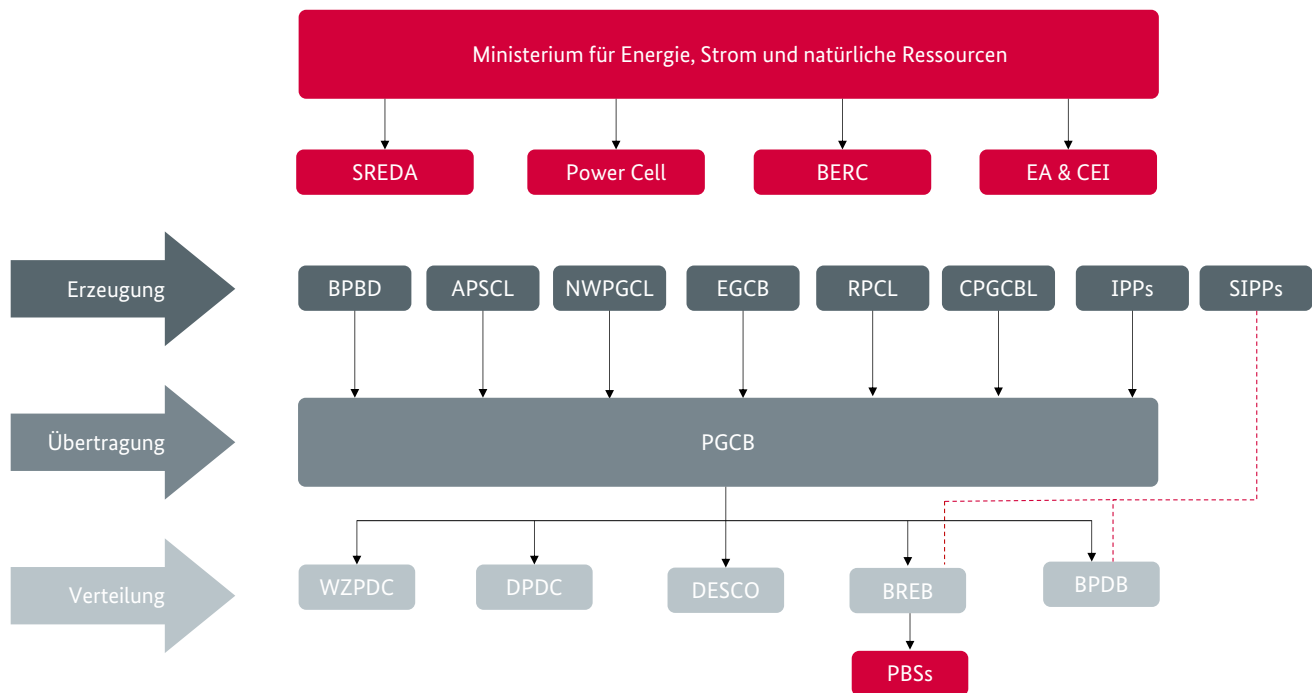 Ministerium für Energie, Strom und natürliche Ressourcen
SREDA
Power Cell
BERC
EA & CEI
Erzeugung
BPBD
APSCL
NWPGCL
EGCB
RPCL
CPGCBL
IPPs
SIPPs
Übertragung
PGCB
Verteilung
WZPDC
DPDC
DESCO
BREB
BPDB
PBSs